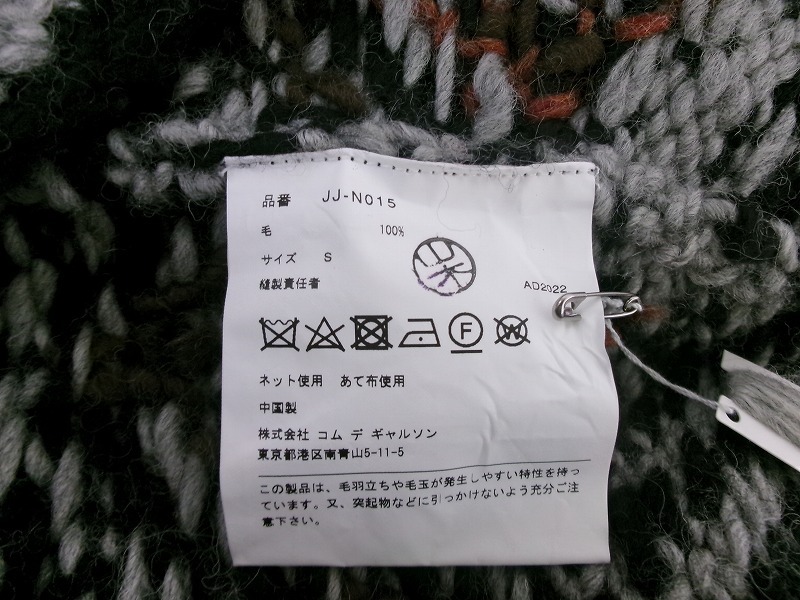 品番 JJ-N015
毛 100%
サイズ S
縫製責任者
AD2022
F
W
ネット使用 あて布使用
中国製
株式会社 コム デ ギャルソン
東京都港区南青山5-11-5
この製品は、毛羽立ちや毛玉が発生しやすい特性を持っ
ています。又、突起物などに引っかけないよう充分ご注
意下さい。